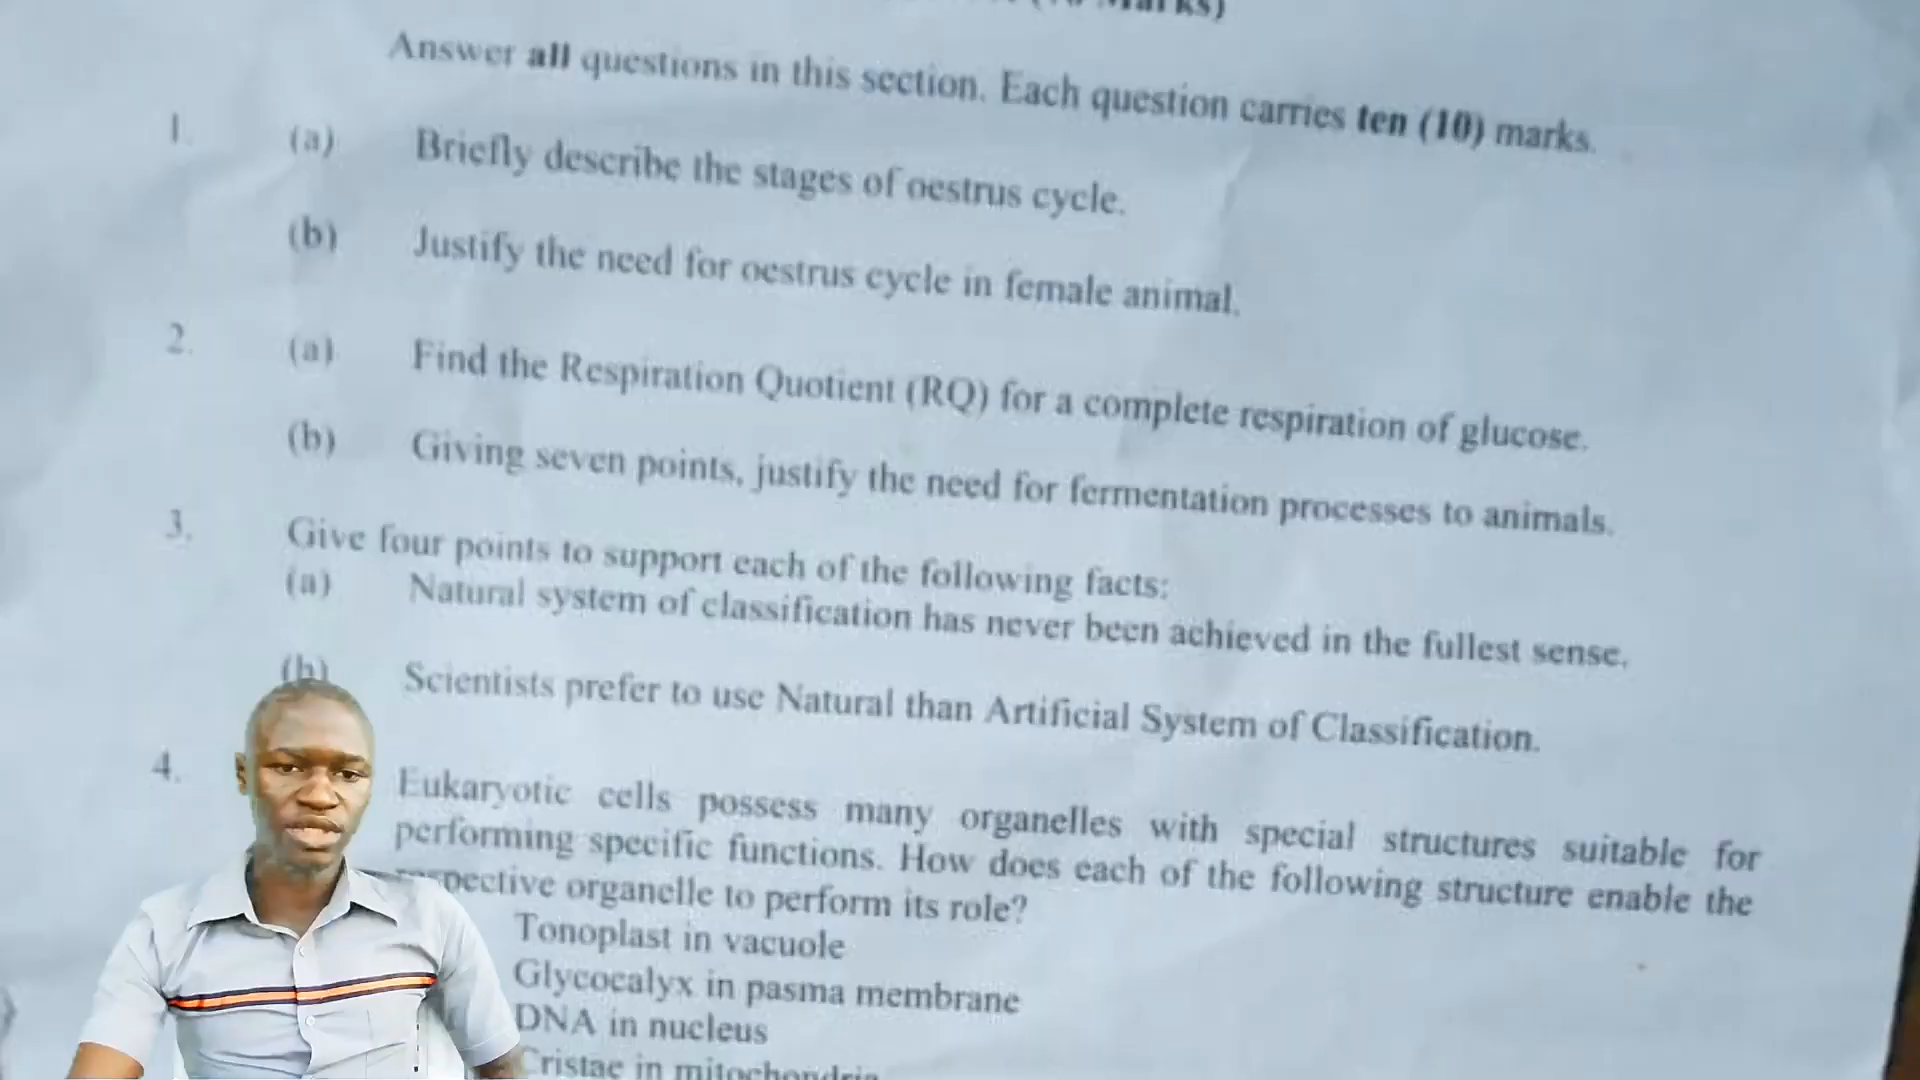 Marks)
Answer all questions in this section. Each question carries ten (10) marks.
1. (a) Briefly describe the stages of oestrus cycle.
(b) Justify the need for oestrus cycle in female animal.
2. (a) Find the Respiration Quotient (RQ) for a complete respiration of glucose.
(b) Giving seven points, justify the need for fermentation processes to animals.
3. Give four points to support each of the following facts:
(a) Natural system of classification has never been achieved in the fullest sense.
(b) Scientists prefer to use Natural than Artificial System of Classification.
4. Eukaryotic cells possess many organelles with special structures suitable for
performing specific functions. How does each of the following structure enable the
respective organelle to perform its role?
Tonoplast in vacuole
Glycocalyx in pasma membrane
DNA in nucleus
Cristae in mitochondria